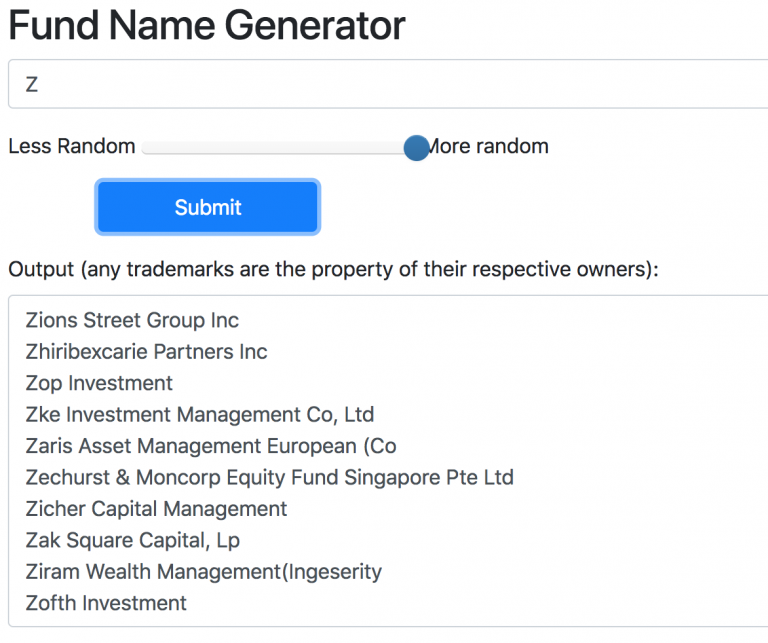 Fund Name Generator
Z
Less Random More random
Submit
Output (any trademarks are the property of their respective owners):
Zions Street Group Inc
Zhiribexcarie Partners Inc
Zop Investment
Zke Investment Management Co, Ltd
Zaris Asset Management European (Co
Zechurst & Moncorp Equity Fund Singapore Pte Ltd
Zicher Capital Management
Zak Square Capital, Lp
Ziram Wealth Management(Ingeserity
Zofth Investment